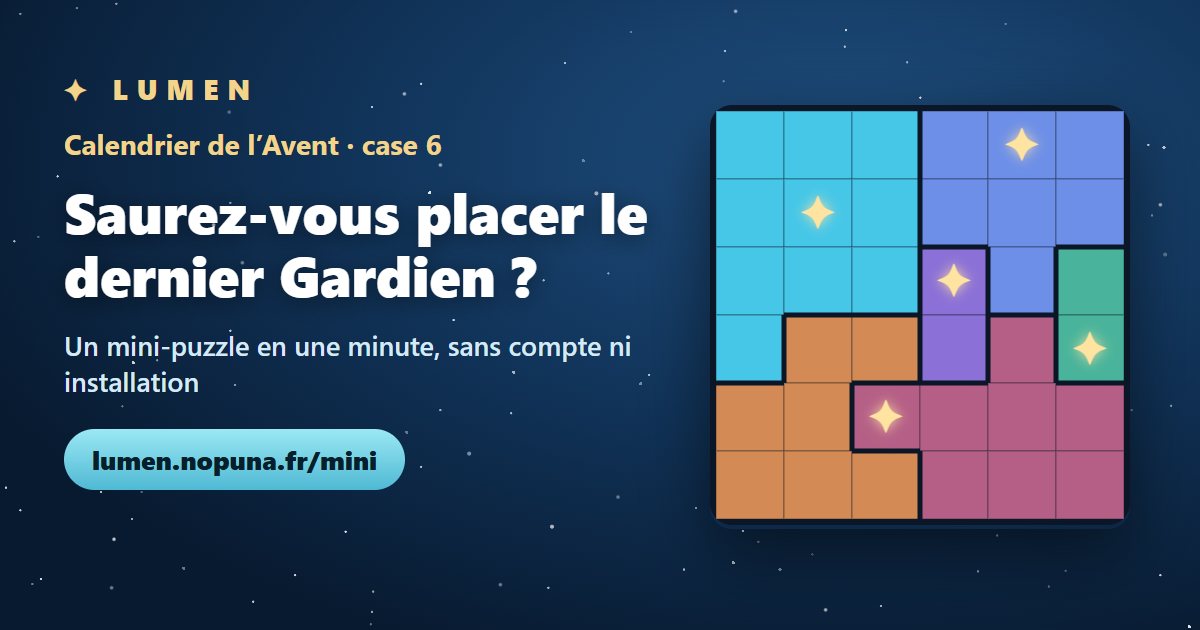 LUMEN
Calendrier de l’Avent · case 6
Saurez-vous placer le
dernier Gardien ?
Un mini-puzzle en une minute, sans compte ni
installation
lumen.nopuna.fr/mini